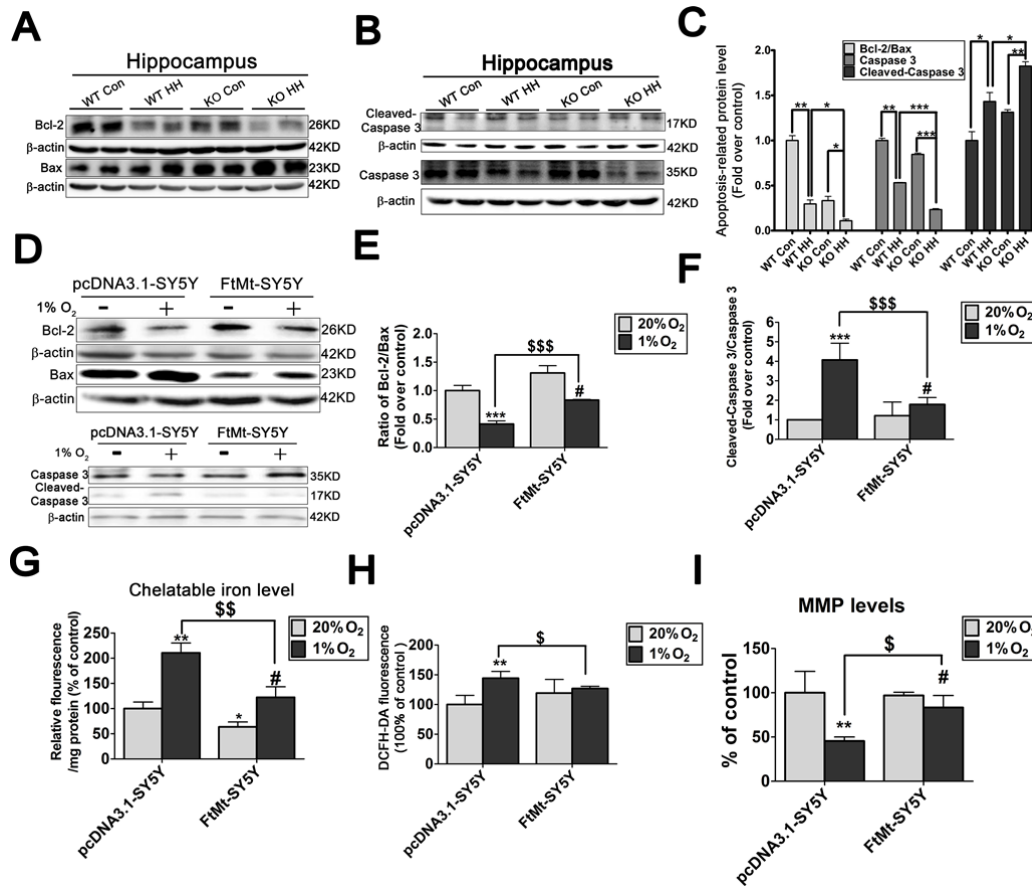 A
Hippocampus
WT Con WT HH KO Con KO HH
Bcl-2 26KD
β-actin 42KD
Bax 23KD
β-actin 42KD
B
Hippocampus
WT Con WT HH KO Con KO HH
Cleaved-
Caspase 3 17KD
β-actin 42KD
Caspase 3 35KD
β-actin 42KD
C
Apoptosis-related protein level
(Fold over control)
2.0
1.5
1.0
0.5
0.0
Bcl-2/Bax
Caspase 3
Cleaved-Caspase 3
** * *
** *** ***
* * **
WT Con WT HH KO Con KO HH WT Con WT HH KO Con KO HH WT Con WT HH KO Con KO HH
D
pcDNA3.1-SY5Y FtMt-SY5Y
1% O2 - + - +
Bcl-2 26KD
β-actin 42KD
Bax 23KD
β-actin 42KD
pcDNA3.1-SY5Y FtMt-SY5Y
1% O2 - + - +
Caspase 3 35KD
Cleaved-
Caspase 3 17KD
β-actin 42KD
E
Ratio of Bcl-2/Bax
(Fold over control)
2.0
1.5
1.0
0.5
0.0
20% O2
1% O2
$$$
*** #
pcDNA3.1-SY5Y FtMt-SY5Y
F
Cleaved-Caspase 3/Caspase 3
(Fold over control)
8
6
4
2
0
20% O2
1% O2
$$$
*** #
pcDNA3.1-SY5Y FtMt-SY5Y
G
Chelatable iron level
Relative flourescence
/mg protein (% of control)
250
200
150
100
50
0
20% O2
1% O2
$$
** * #
pcDNA3.1-SY5Y FtMt-SY5Y
H
DCFH-DA fluorescence
(100% of control )
200
150
100
50
0
20% O2
1% O2
$
**
pcDNA3.1-SY5Y FtMt-SY5Y
I
MMP levels
% of control
150
100
50
0
20% O2
1% O2
$
** #
pcDNA3.1-SY5Y FtMt-SY5Y